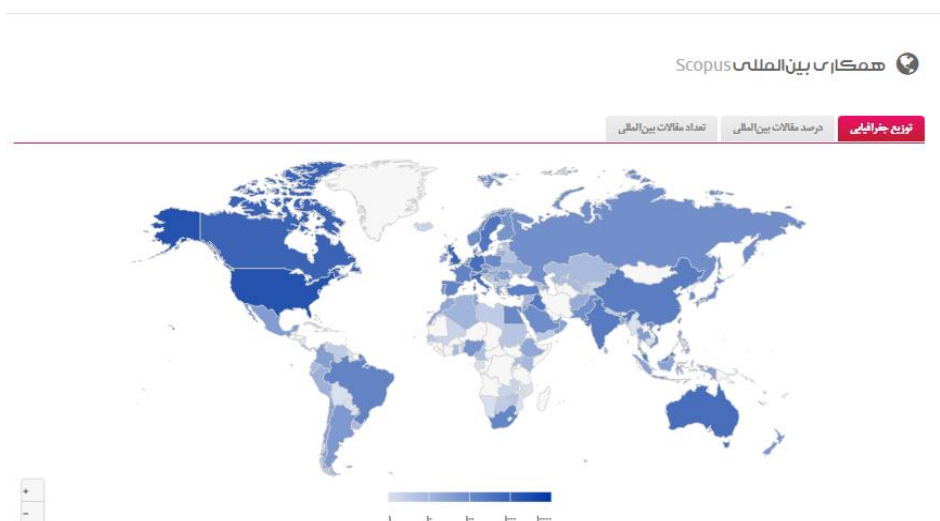 همکاری بین‌المللی Scopus
توزیع جغرافیایی درصد مقالات بین‌المللی تعداد مقالات بین‌المللی
+
−